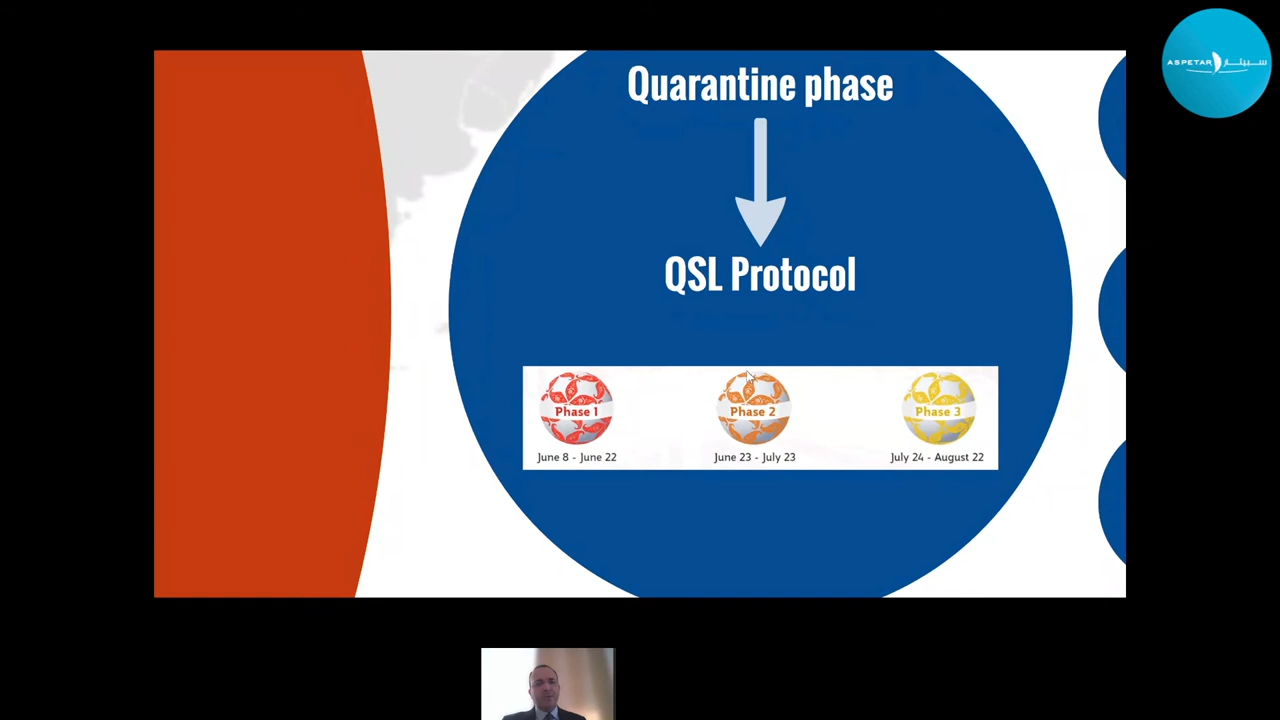 ASPETAR سبيتار
Quarantine phase
QSL Protocol
Phase 1
Phase 2
Phase 3
June 8 - June 22
June 23 - July 23
July 24 - August 22